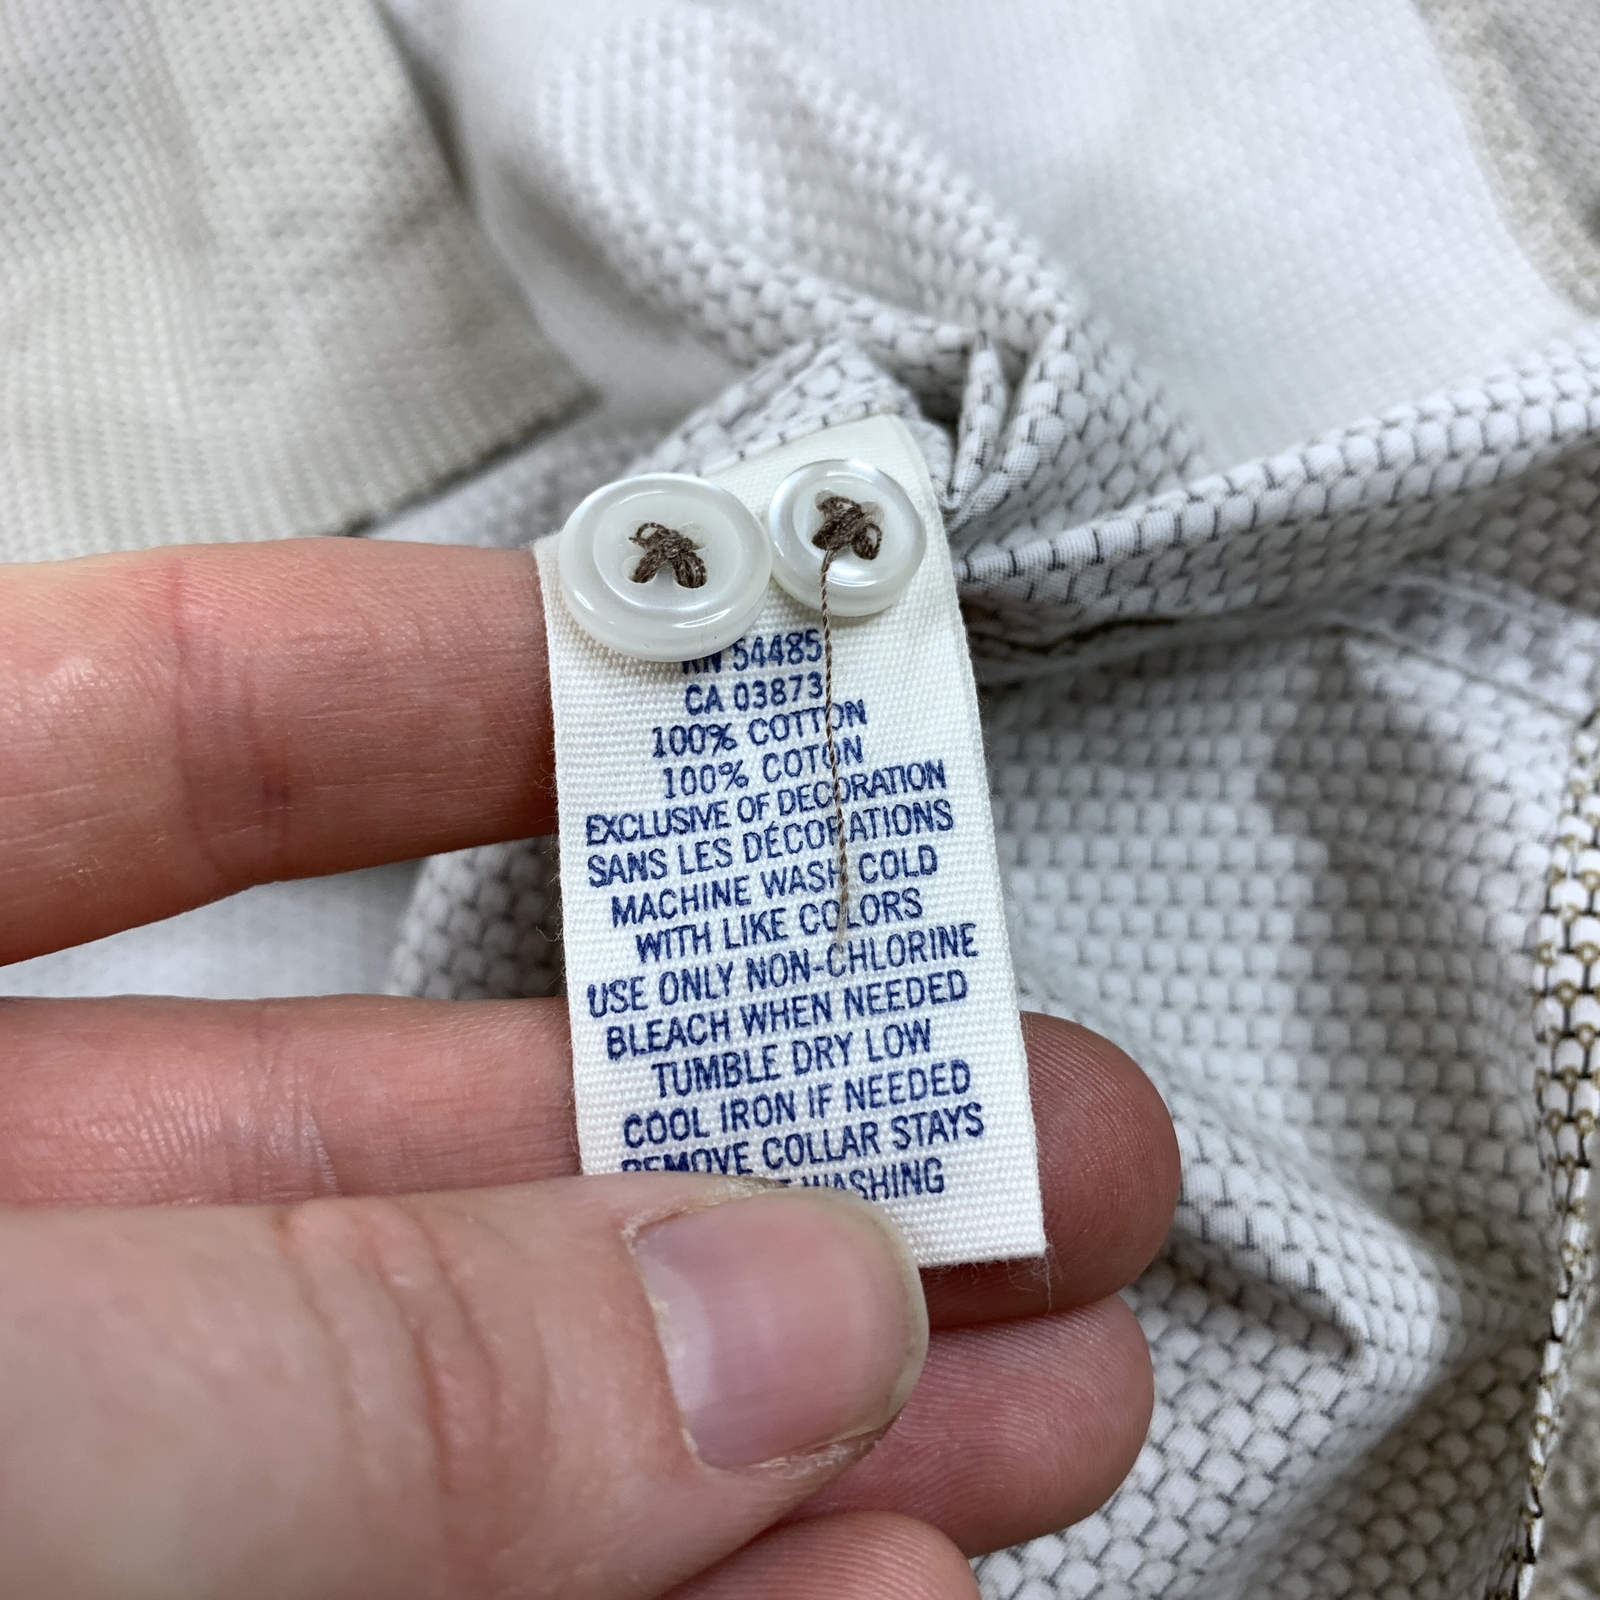 RN 54485
CA 03873
100% COTTON
100% COTON
EXCLUSIVE OF DECORATION
SANS LES DÉCORATIONS
MACHINE WASH COLD
WITH LIKE COLORS
USE ONLY NON-CHLORINE
BLEACH WHEN NEEDED
TUMBLE DRY LOW
COOL IRON IF NEEDED
REMOVE COLLAR STAYS
WASHING